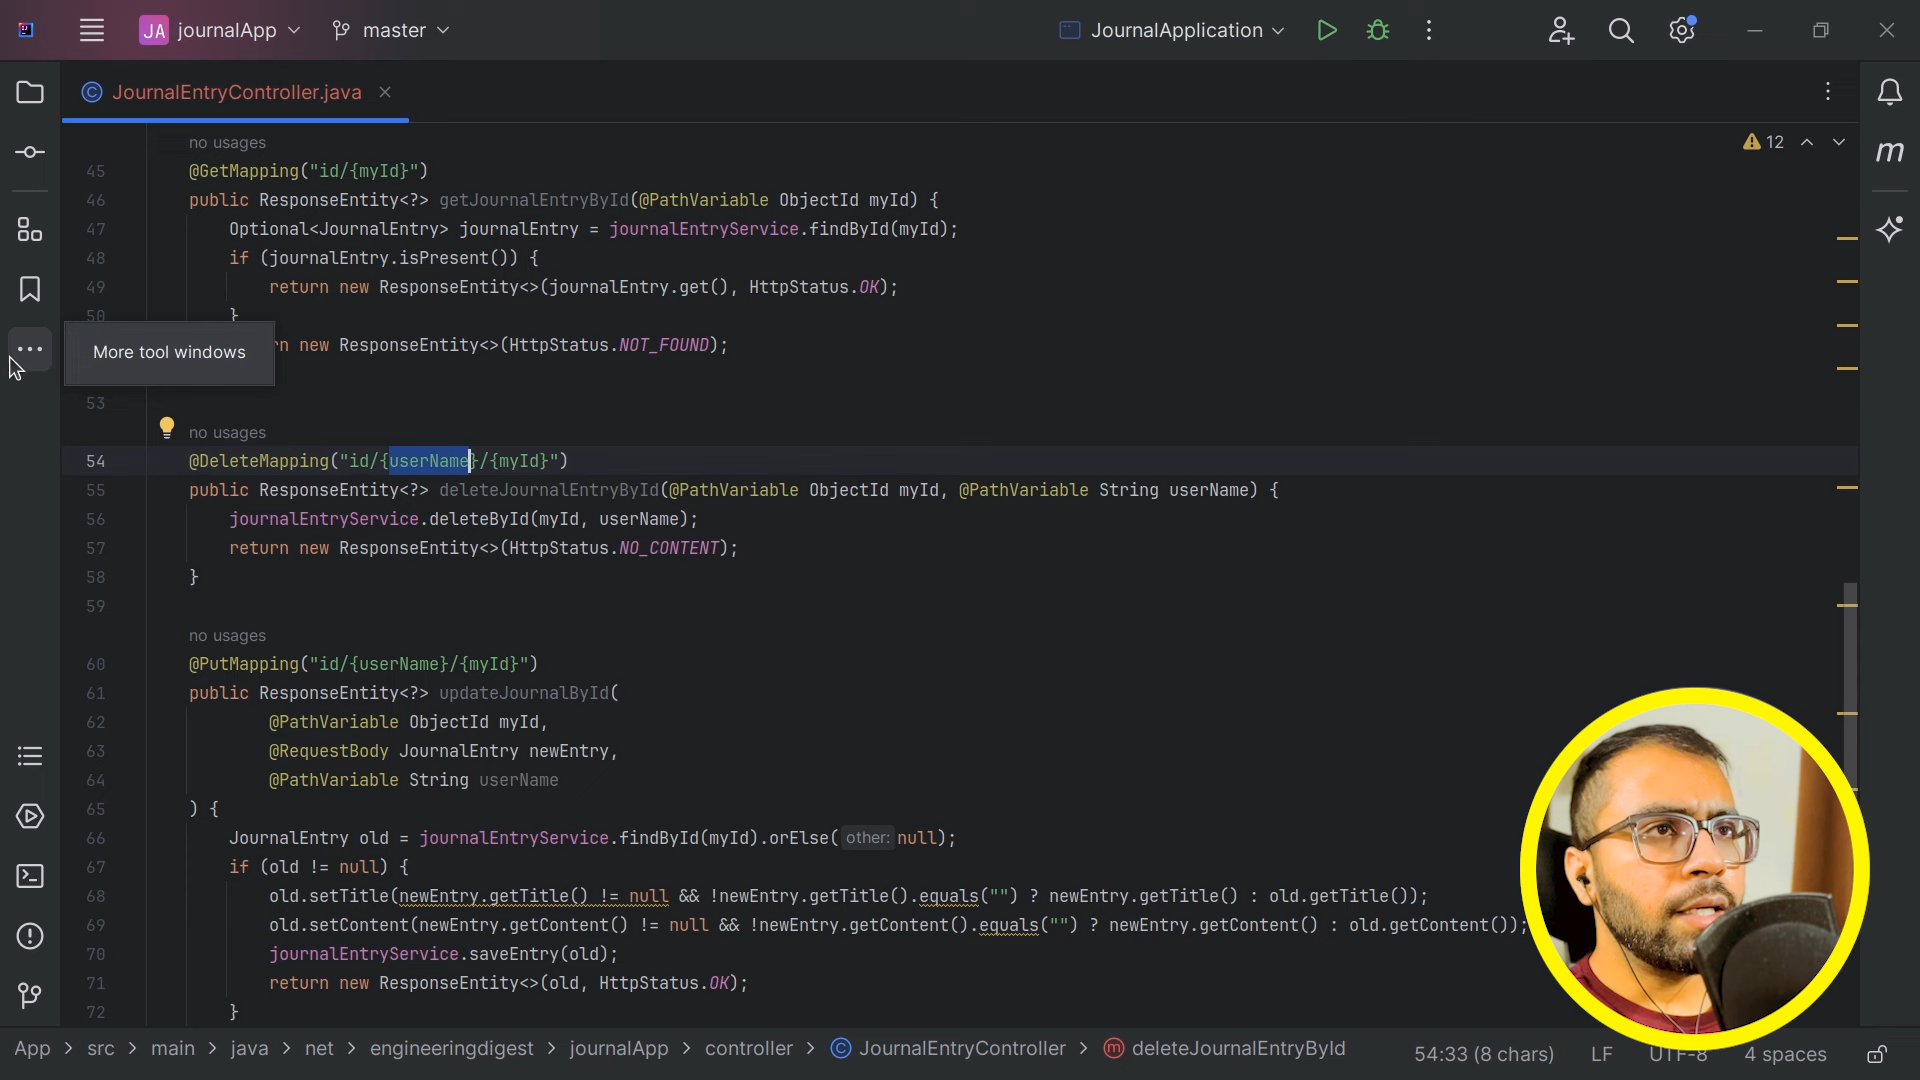 JA journalApp master JournalApplication
JournalEntryController.java
no usages
12
45 @GetMapping("id/{myId}")
46 public ResponseEntity<?> getJournalEntryById(@PathVariable ObjectId myId) {
47 Optional<JournalEntry> journalEntry = journalEntryService.findById(myId);
48 if (journalEntry.isPresent()) {
49 return new ResponseEntity<>(journalEntry.get(), HttpStatus.OK);
50 }
More tool windows
n new ResponseEntity<>(HttpStatus.NOT_FOUND);
53
no usages
54 @DeleteMapping("id/{userName}/{myId}")
55 public ResponseEntity<?> deleteJournalEntryById(@PathVariable ObjectId myId, @PathVariable String userName) {
56 journalEntryService.deleteById(myId, userName);
57 return new ResponseEntity<>(HttpStatus.NO_CONTENT);
58 }
59
no usages
60 @PutMapping("id/{userName}/{myId}")
61 public ResponseEntity<?> updateJournalById(
62 @PathVariable ObjectId myId,
63 @RequestBody JournalEntry newEntry,
64 @PathVariable String userName
65 ) {
66 JournalEntry old = journalEntryService.findById(myId).orElse( other: null);
67 if (old != null) {
68 old.setTitle(newEntry.getTitle() != null && !newEntry.getTitle().equals("") ? newEntry.getTitle() : old.getTitle());
69 old.setContent(newEntry.getContent() != null && !newEntry.getContent().equals("") ? newEntry.getContent() : old.getContent());
70 journalEntryService.saveEntry(old);
71 return new ResponseEntity<>(old, HttpStatus.OK);
72 }
App > src > main > java > net > engineeringdigest > journalApp > controller > JournalEntryController > deleteJournalEntryById 54:33 (8 chars) LF UTF-8 4 spaces